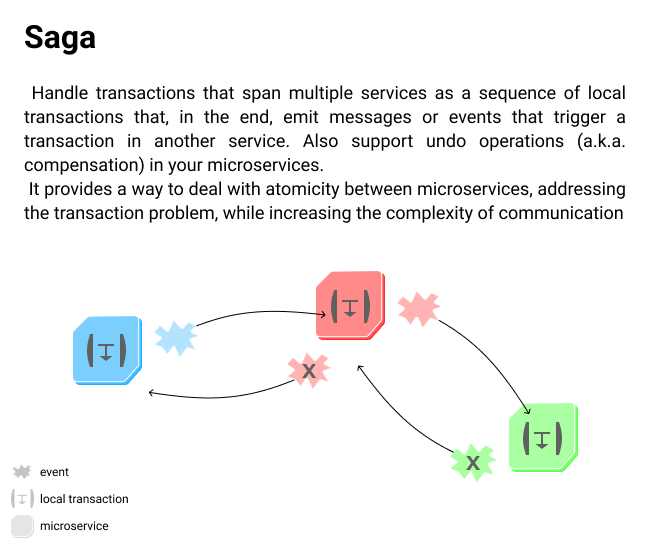 Saga
Handle transactions that span multiple services as a sequence of local
transactions that, in the end, emit messages or events that trigger a
transaction in another service. Also support undo operations (a.k.a.
compensation) in your microservices.
It provides a way to deal with atomicity between microservices, addressing
the transaction problem, while increasing the complexity of communication
X
X
event
local transaction
microservice